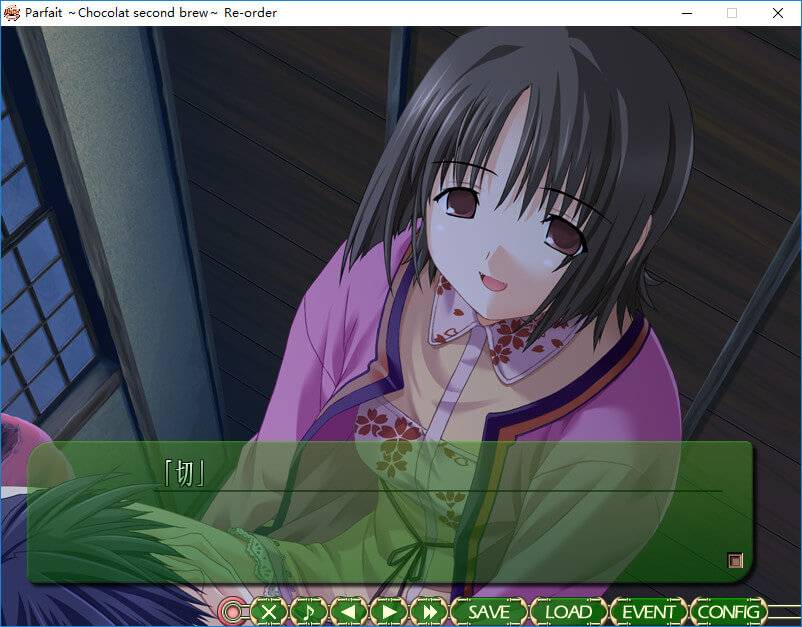 Parfait ~Chocolat second brew~ Re-order
「切」
SAVE LOAD EVENT CONFIG